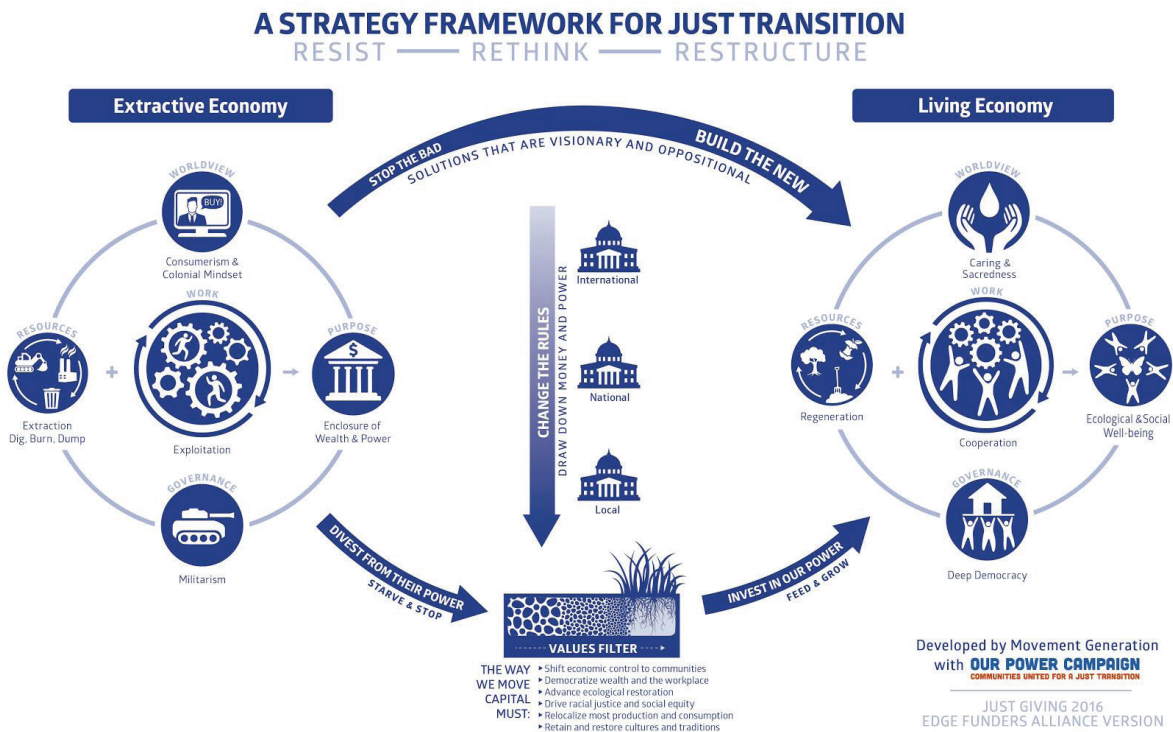 A STRATEGY FRAMEWORK FOR JUST TRANSITION
RESIST — RETHINK — RESTRUCTURE
Extractive Economy
WORLDVIEW
BUY!
Consumerism &
Colonial Mindset
RESOURCES
Extraction
Dig, Burn, Dump
+
WORK
Exploitation
PURPOSE
$
Enclosure of
Wealth & Power
GOVERNANCE
Militarism
STOP THE BAD
BUILD THE NEW
SOLUTIONS THAT ARE VISIONARY AND OPPOSITIONAL
CHANGE THE RULES
DRAW DOWN MONEY AND POWER
International
National
Local
DIVEST FROM THEIR POWER
STARVE & STOP
VALUES FILTER
THE WAY
WE MOVE
CAPITAL
MUST:
Shift economic control to communities
Democratize wealth and the workplace
Advance ecological restoration
Drive racial justice and social equity
Relocalize most production and consumption
Retain and restore cultures and traditions
INVEST IN OUR POWER
FEED & GROW
Living Economy
WORLDVIEW
Caring &
Sacredness
RESOURCES
Regeneration
+
WORK
Cooperation
PURPOSE
Ecological & Social
Well-being
GOVERNANCE
Deep Democracy
Developed by Movement Generation
with OUR POWER CAMPAIGN
COMMUNITIES UNITED FOR A JUST TRANSITION
JUST GIVING 2016
EDGE FUNDERS ALLIANCE VERSION